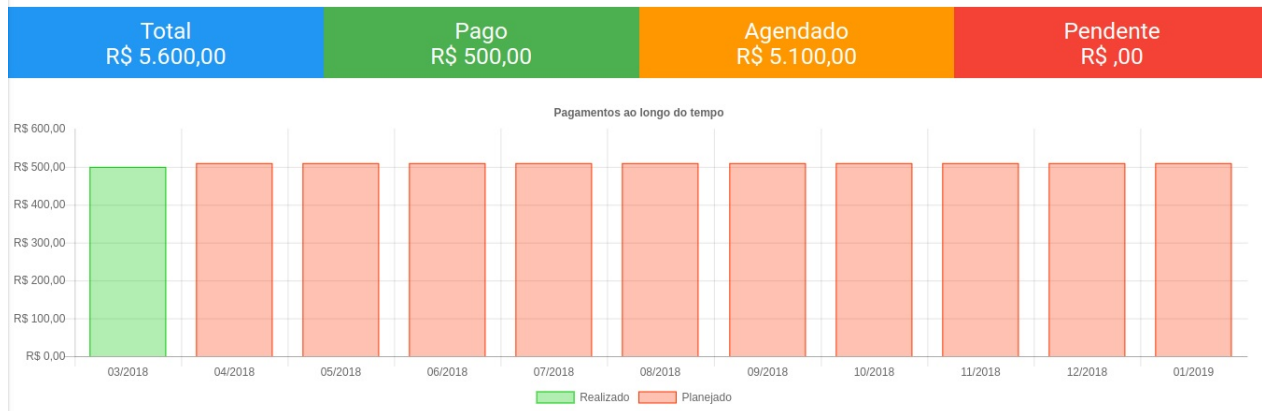 Total
R$ 5.600,00
Pago
R$ 500,00
Agendado
R$ 5.100,00
Pendente
R$ ,00
Pagamentos ao longo do tempo
R$ 600,00
R$ 500,00
R$ 400,00
R$ 300,00
R$ 200,00
R$ 100,00
R$ 0,00
03/2018 04/2018 05/2018 06/2018 07/2018 08/2018 09/2018 10/2018 11/2018 12/2018 01/2019
Realizado Planejado